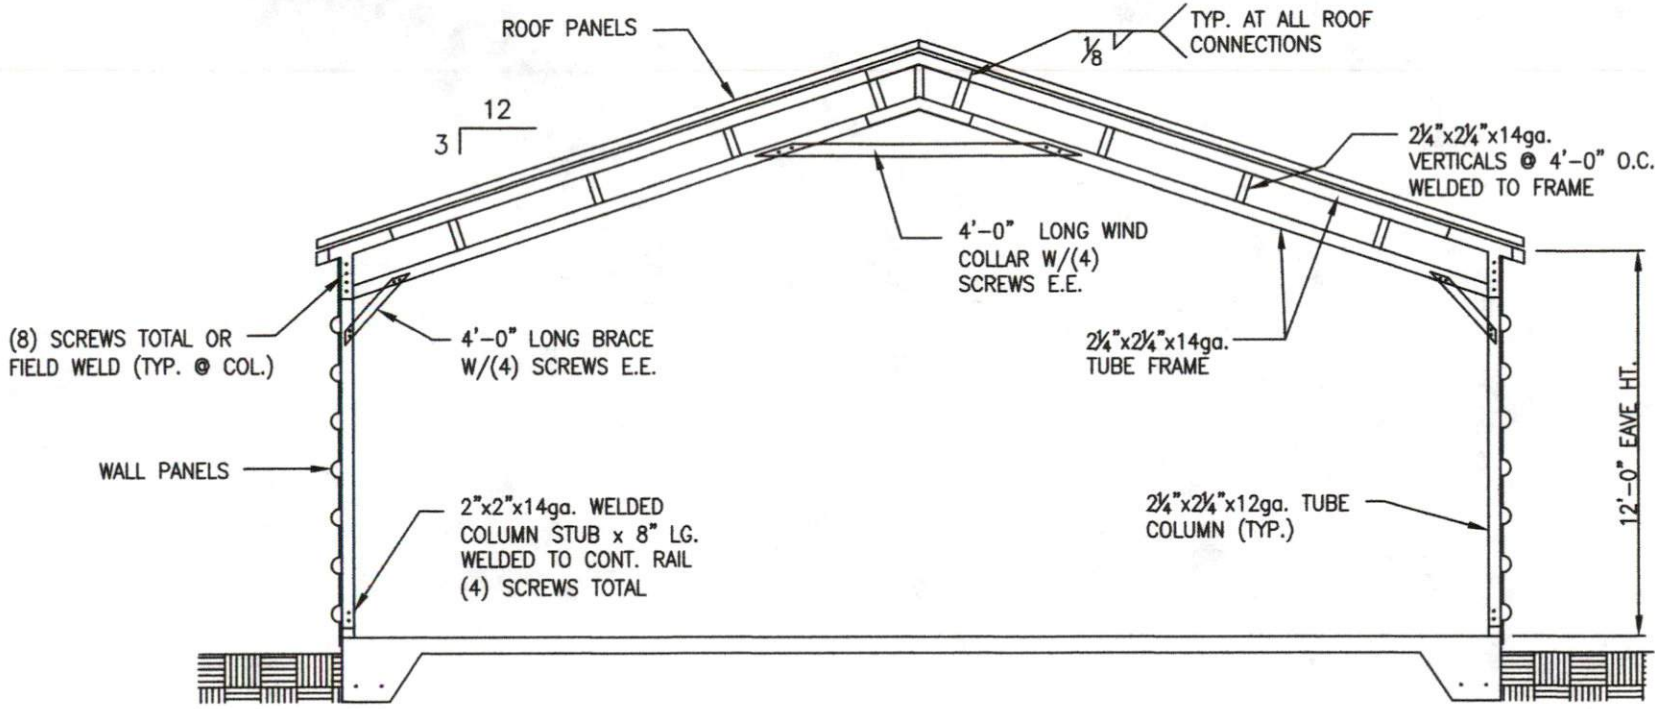 ROOF PANELS
TYP. AT ALL ROOF
CONNECTIONS
1/8
12
3
2¼"x2¼"x14ga.
VERTICALS @ 4'-0" O.C.
WELDED TO FRAME
4'-0" LONG WIND
COLLAR W/(4)
SCREWS E.E.
(8) SCREWS TOTAL OR
FIELD WELD (TYP. @ COL.)
4'-0" LONG BRACE
W/(4) SCREWS E.E.
2¼"x2¼"x14ga.
TUBE FRAME
12'-0" EAVE HT.
WALL PANELS
2"x2"x14ga. WELDED
COLUMN STUB x 8" LG.
WELDED TO CONT. RAIL
(4) SCREWS TOTAL
2¼"x2¼"x12ga. TUBE
COLUMN (TYP.)